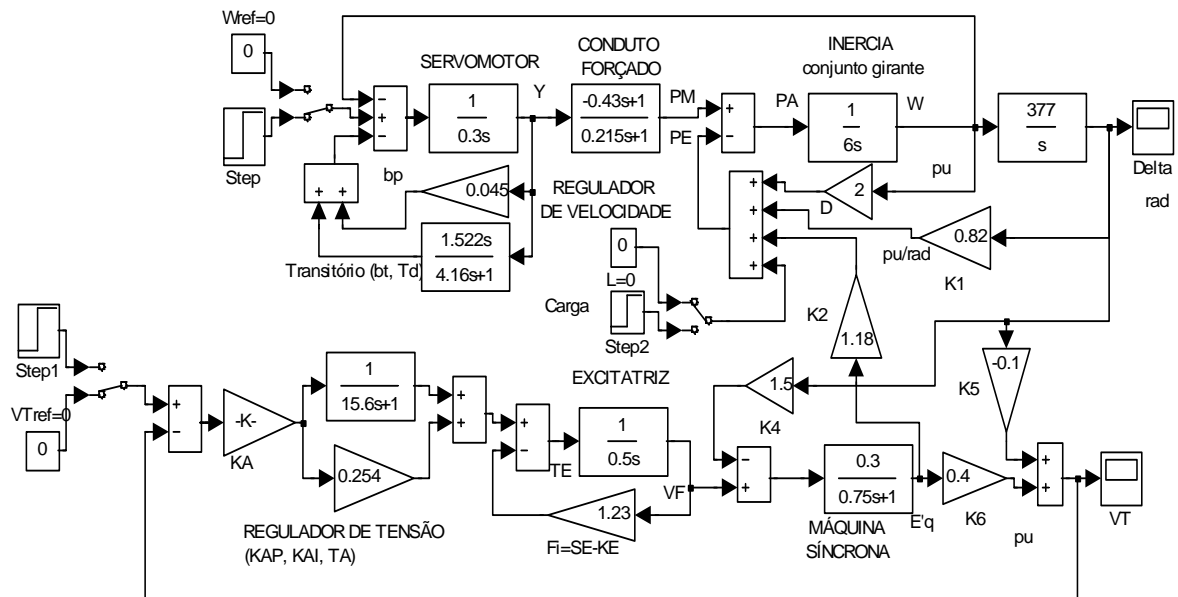 Wref=0
0
Step
SERVOMOTOR
1
0.3s
Y
CONDUTO
FORÇADO
-0.43s+1
0.215s+1
PM
PE
PA
INERCIA
conjunto girante
1
6s
W
pu
377
s
Delta
rad
bp
0.045
1.522s
4.16s+1
Transitório (bt, Td)
REGULADOR
DE VELOCIDADE
2
D
0.82
pu/rad
K1
0
L=0
Carga
Step2
K2
1.18
Step1
VTref=0
0
-K-
KA
1
15.6s+1
0.254
REGULADOR DE TENSÃO
(KAP, KAI, TA)
EXCITATRIZ
TE
1
0.5s
VF
1.23
Fi=SE-KE
1.5
K4
0.3
0.75s+1
MÁQUINA
SÍNCRONA
E'q
-0.1
K5
0.4
K6
pu
VT